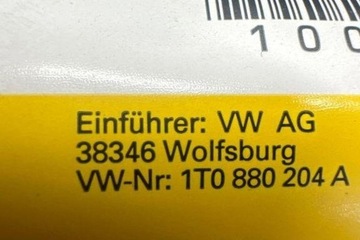 100
Einführer: VW AG
38346 Wolfsburg
VW-Nr: 1T0 880 204 A